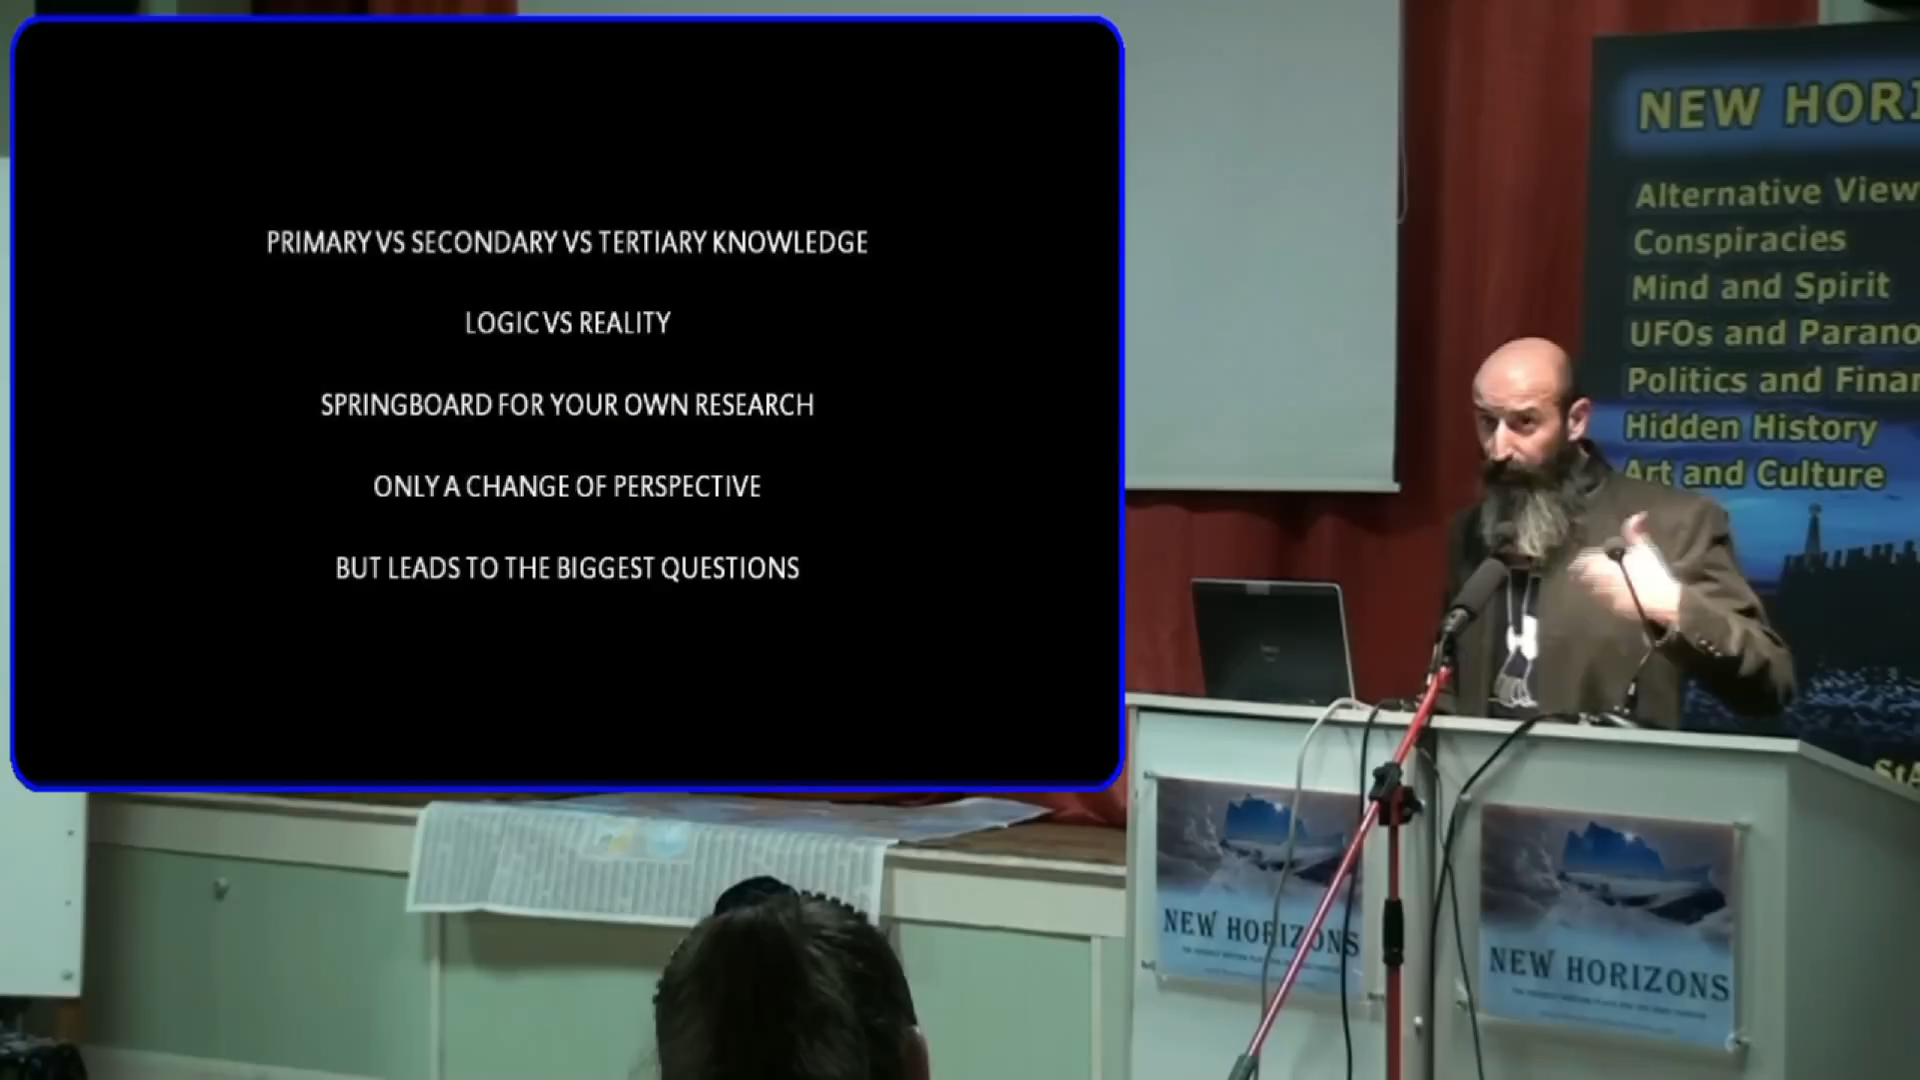 PRIMARY VS SECONDARY VS TERTIARY KNOWLEDGE
LOGIC VS REALITY
SPRINGBOARD FOR YOUR OWN RESEARCH
ONLY A CHANGE OF PERSPECTIVE
BUT LEADS TO THE BIGGEST QUESTIONS
NEW HORI
Alternative View
Conspiracies
Mind and Spirit
UFOs and Parano
Politics and Finan
Hidden History
Art and Culture
StA
NEW HORIZONS
NEW HORIZONS